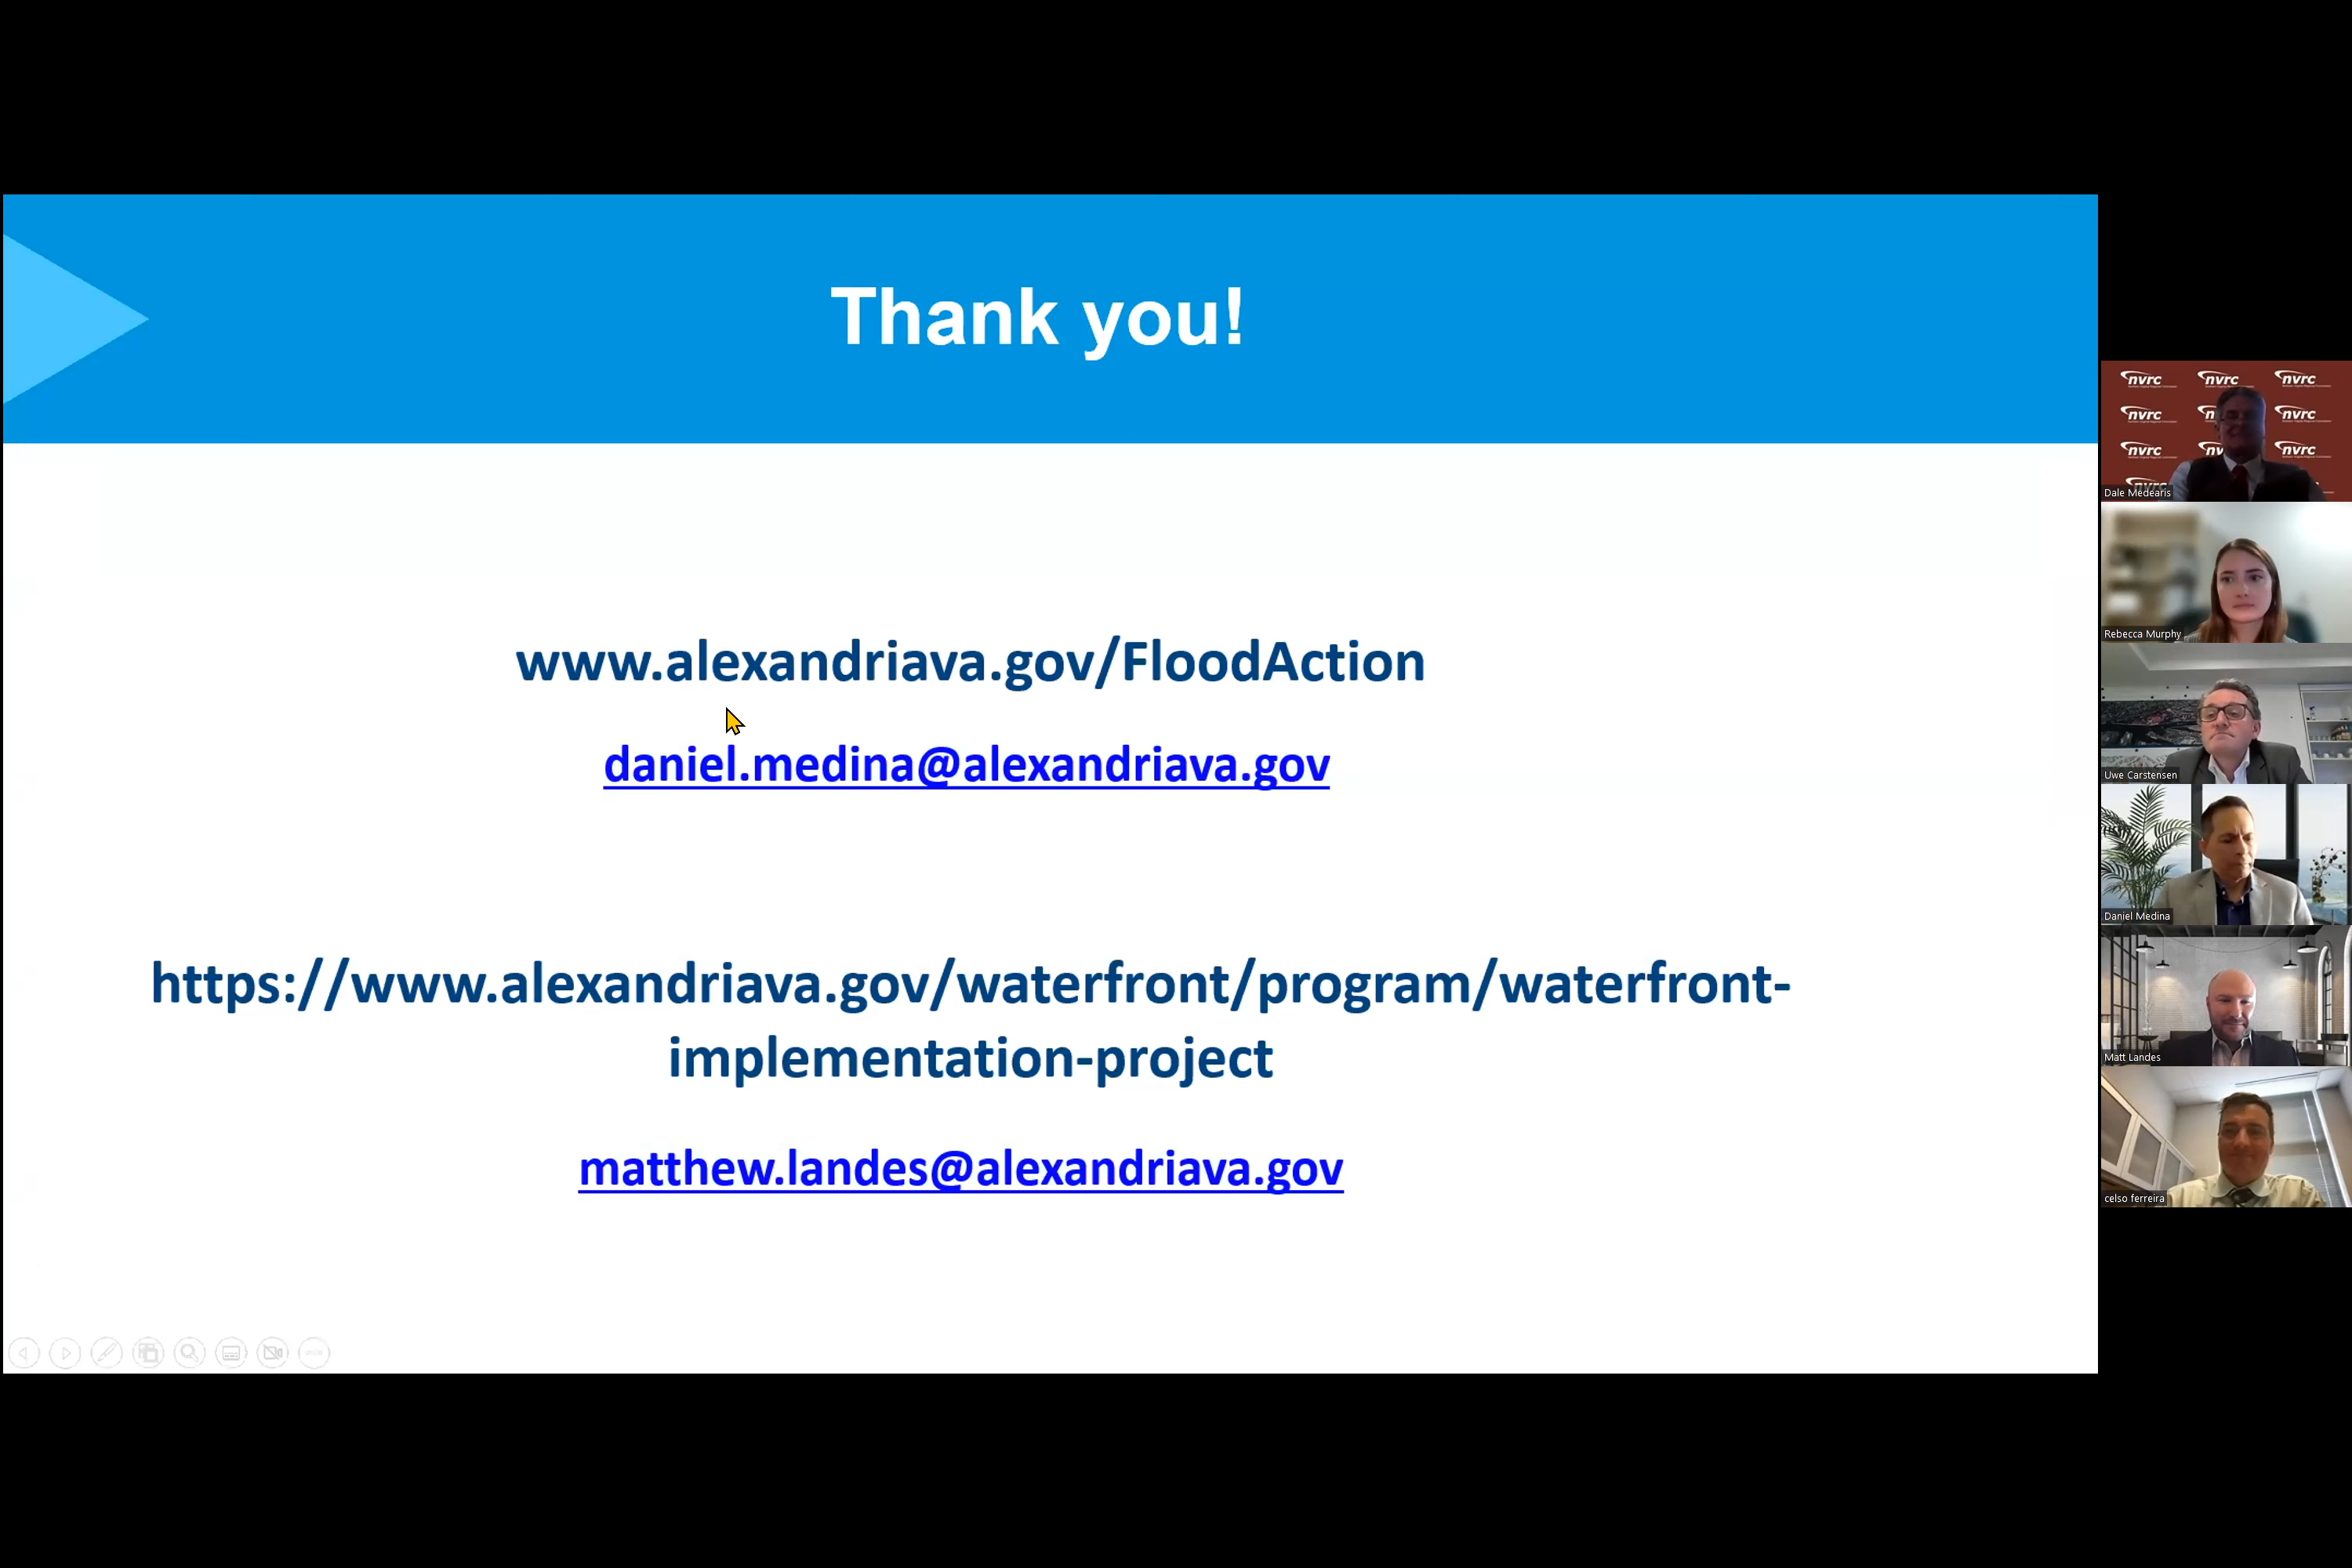 Thank you!
www.alexandriava.gov/FloodAction
daniel.medina@alexandriava.gov
https://www.alexandriava.gov/waterfront/program/waterfront-
implementation-project
matthew.landes@alexandriava.gov
nvrc nvrc nvrc
nvrc nvrc
nvrc nvrc
Dale Medearis
Rebecca Murphy
Uwe Carstensen
Daniel Medina
Matt Landes
celso ferreira